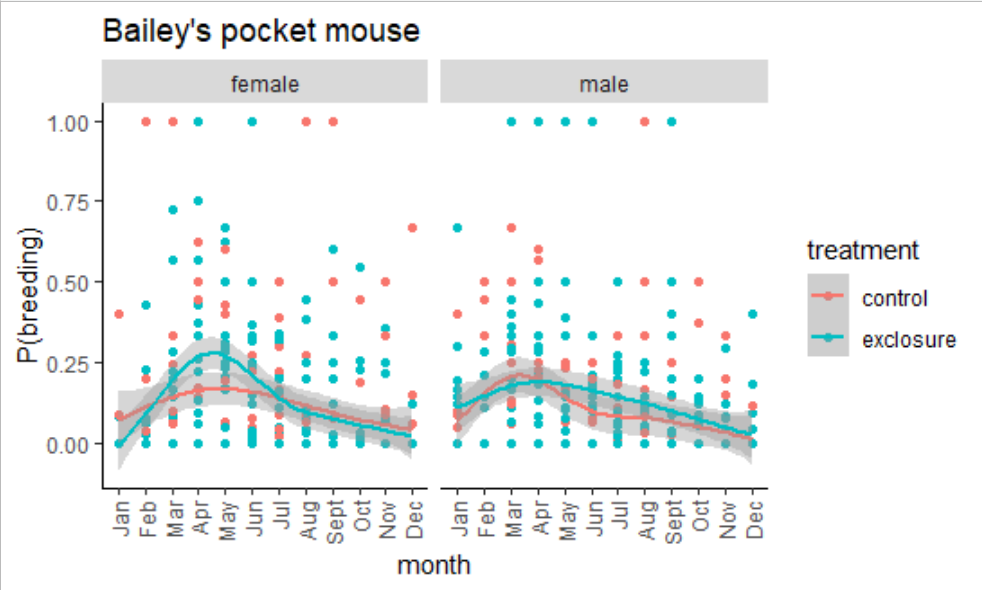 Bailey's pocket mouse
female
male
P(breeding)
1.00
0.75
0.50
0.25
0.00
Jan Feb Mar Apr May Jun Jul Aug Sept Oct Nov Dec
Jan Feb Mar Apr May Jun Jul Aug Sept Oct Nov Dec
month
treatment
control
exclosure